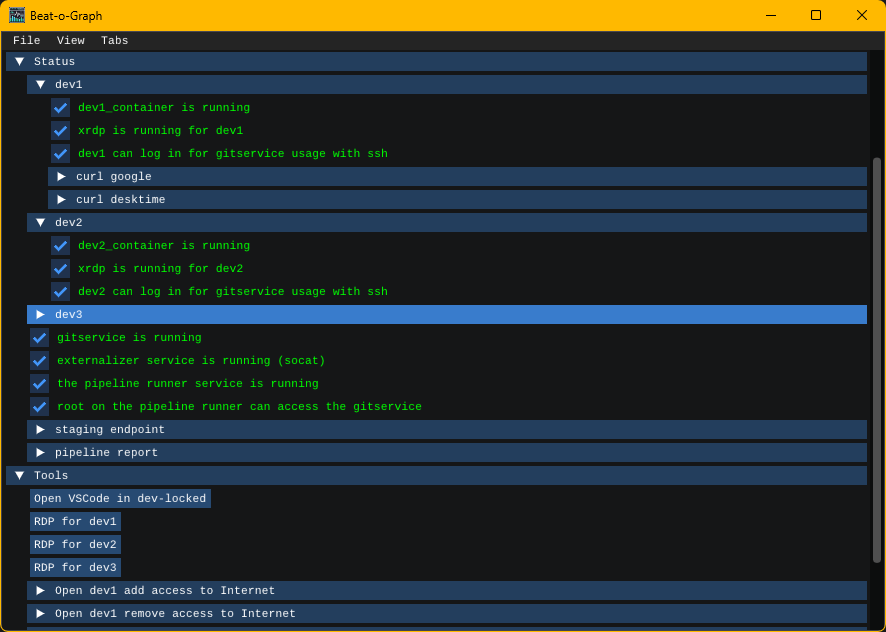 Beat-o-Graph
File View Tabs
Status
dev1
dev1_container is running
xrdp is running for dev1
dev1 can log in for gitservice usage with ssh
curl google
curl desktime
dev2
dev2_container is running
xrdp is running for dev2
dev2 can log in for gitservice usage with ssh
dev3
gitservice is running
externalizer service is running (socat)
the pipeline runner service is running
root on the pipeline runner can access the gitservice
staging endpoint
pipeline report
Tools
Open VSCode in dev-locked
RDP for dev1
RDP for dev2
RDP for dev3
Open dev1 add access to Internet
Open dev1 remove access to Internet